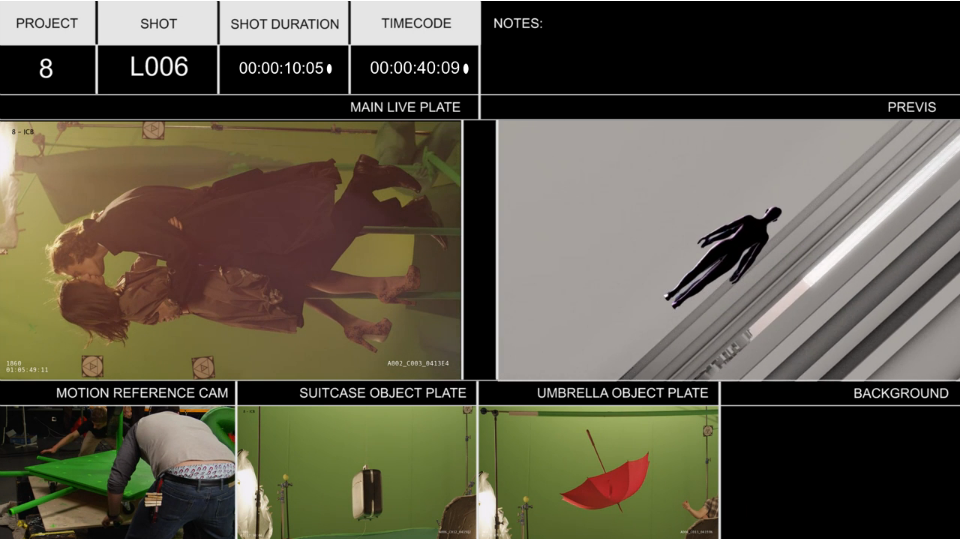 PROJECT
SHOT
SHOT DURATION
TIMECODE
NOTES:
8
L006
00:00:10:05
00:00:40:09
MAIN LIVE PLATE
PREVIS
8 - ICB
1060
01:05:49:11
A002_C003_0413E4
MOTION REFERENCE CAM
SUITCASE OBJECT PLATE
UMBRELLA OBJECT PLATE
BACKGROUND